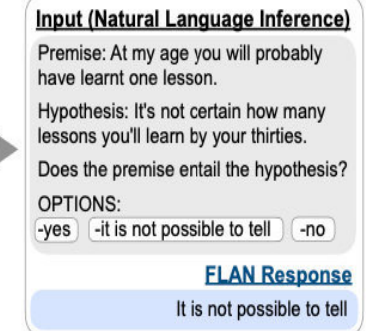 Input (Natural Language Inference)
Premise: At my age you will probably
have learnt one lesson.
Hypothesis: It's not certain how many
lessons you'll learn by your thirties.
Does the premise entail the hypothesis?
OPTIONS:
-yes -it is not possible to tell -no
FLAN Response
It is not possible to tell